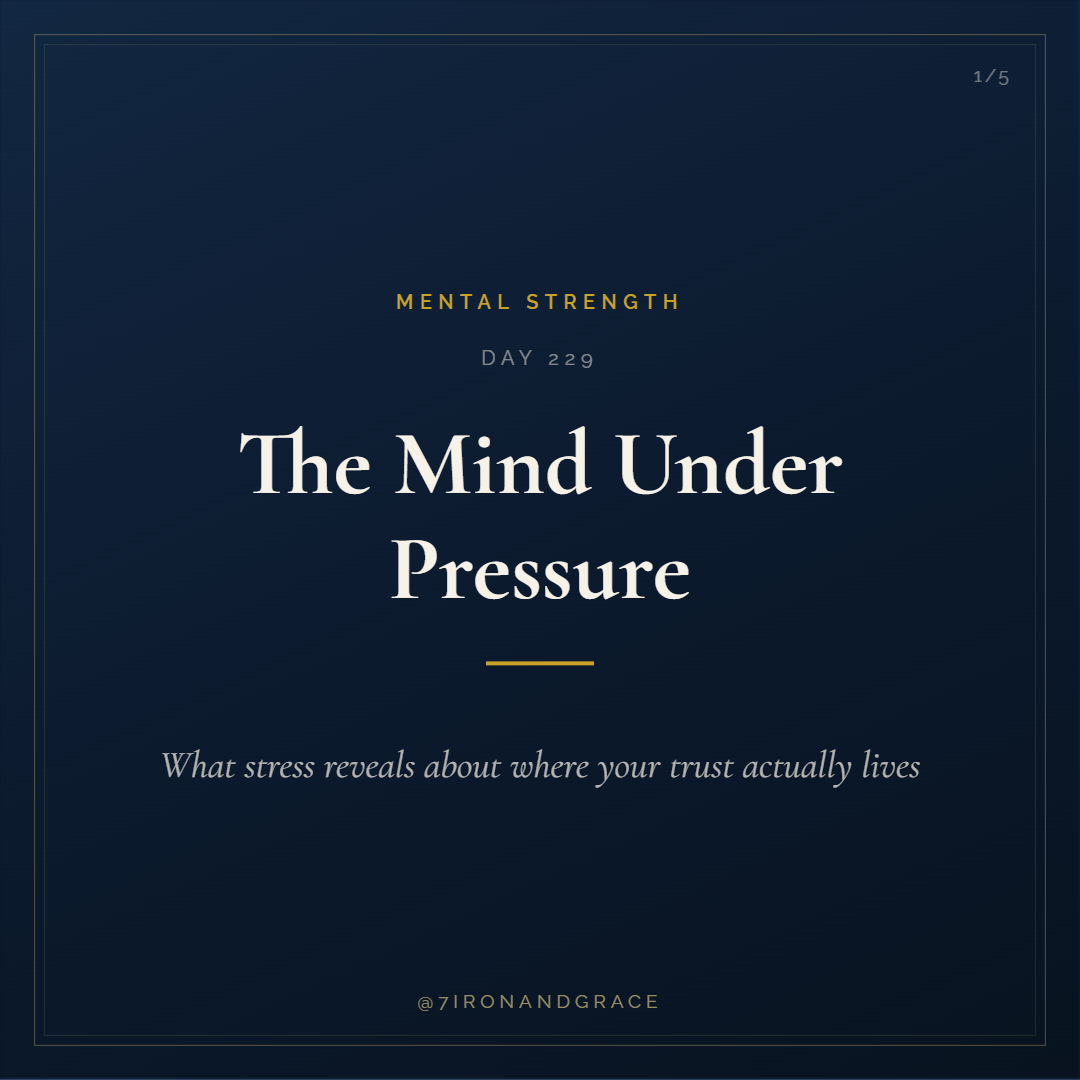 1/5
MENTAL STRENGTH
DAY 229
The Mind Under
Pressure
What stress reveals about where your trust actually lives
@7IRONANDGRACE